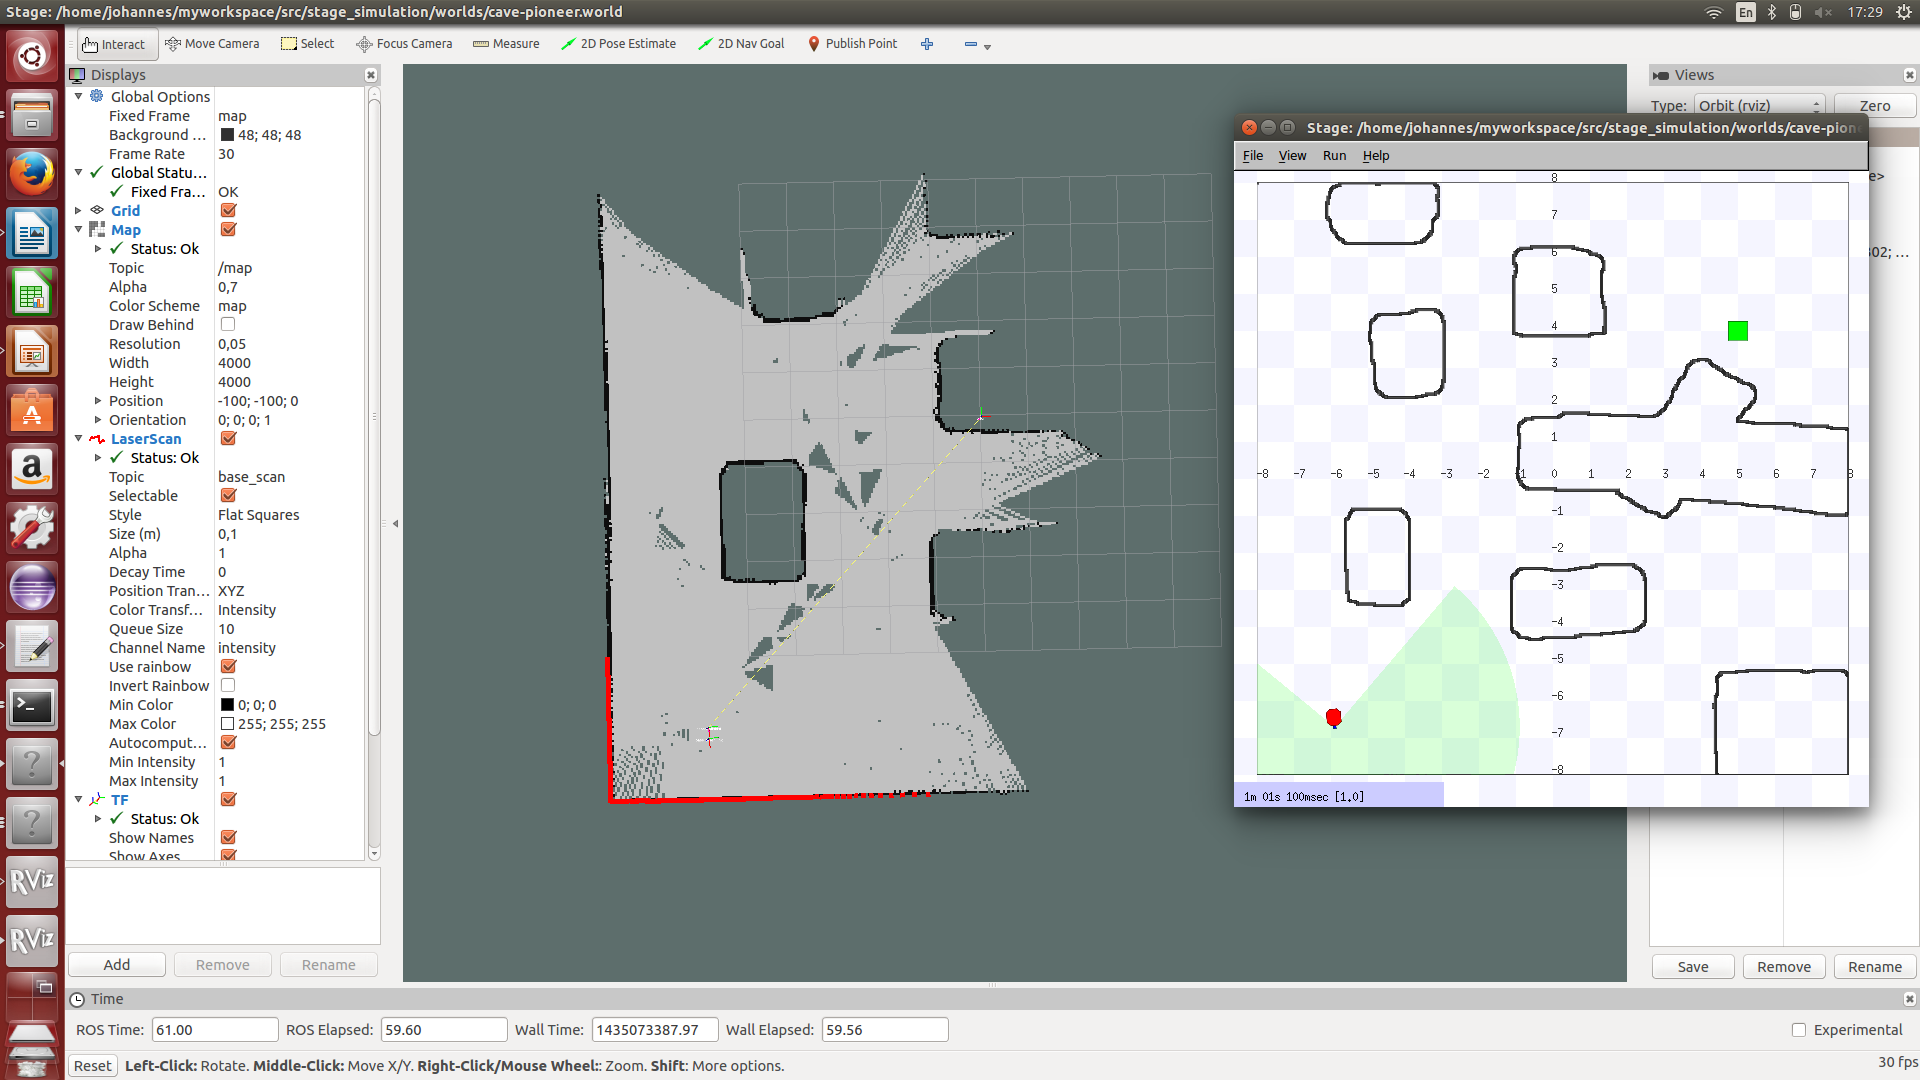 Stage: /home/johannes/myworkspace/src/stage_simulation/worlds/cave-pioneer.world
En
17:29
Interact
Move Camera
Select
Focus Camera
Measure
2D Pose Estimate
2D Nav Goal
Publish Point
Displays
Global Options
Fixed Frame map
Background ... 48; 48; 48
Frame Rate 30
Global Statu...
Fixed Fra... OK
Grid
Map
Status: Ok
Topic /map
Alpha 0,7
Color Scheme map
Draw Behind
Resolution 0,05
Width 4000
Height 4000
Position -100; -100; 0
Orientation 0; 0; 0; 1
LaserScan
Status: Ok
Topic base_scan
Selectable
Style Flat Squares
Size (m) 0,1
Alpha 1
Decay Time 0
Position Tran... XYZ
Color Transf... Intensity
Queue Size 10
Channel Name intensity
Use rainbow
Invert Rainbow
Min Color 0; 0; 0
Max Color 255; 255; 255
Autocomput...
Min Intensity 1
Max Intensity 1
TF
Status: Ok
Show Names
Show Axes
Add
Remove
Rename
Views
Type: Orbit (rviz)
Zero
Stage: /home/johannes/myworkspace/src/stage_simulation/worlds/cave-pion
File View Run Help
8
7
6
5
4
3
2
1
-8 -7 -6 -5 -4 -3 -2 -1 0 1 2 3 4 5 6 7 8
-1
-2
-3
-4
-5
-6
-7
-8
1m 01s 100msec [1.0]
e>
302; ...
Save
Remove
Rename
RViz
RViz
Time
ROS Time: 61.00
ROS Elapsed: 59.60
Wall Time: 1435073387.97
Wall Elapsed: 59.56
Experimental
Reset
Left-Click: Rotate. Middle-Click: Move X/Y. Right-Click/Mouse Wheel:: Zoom. Shift: More options.
30 fps